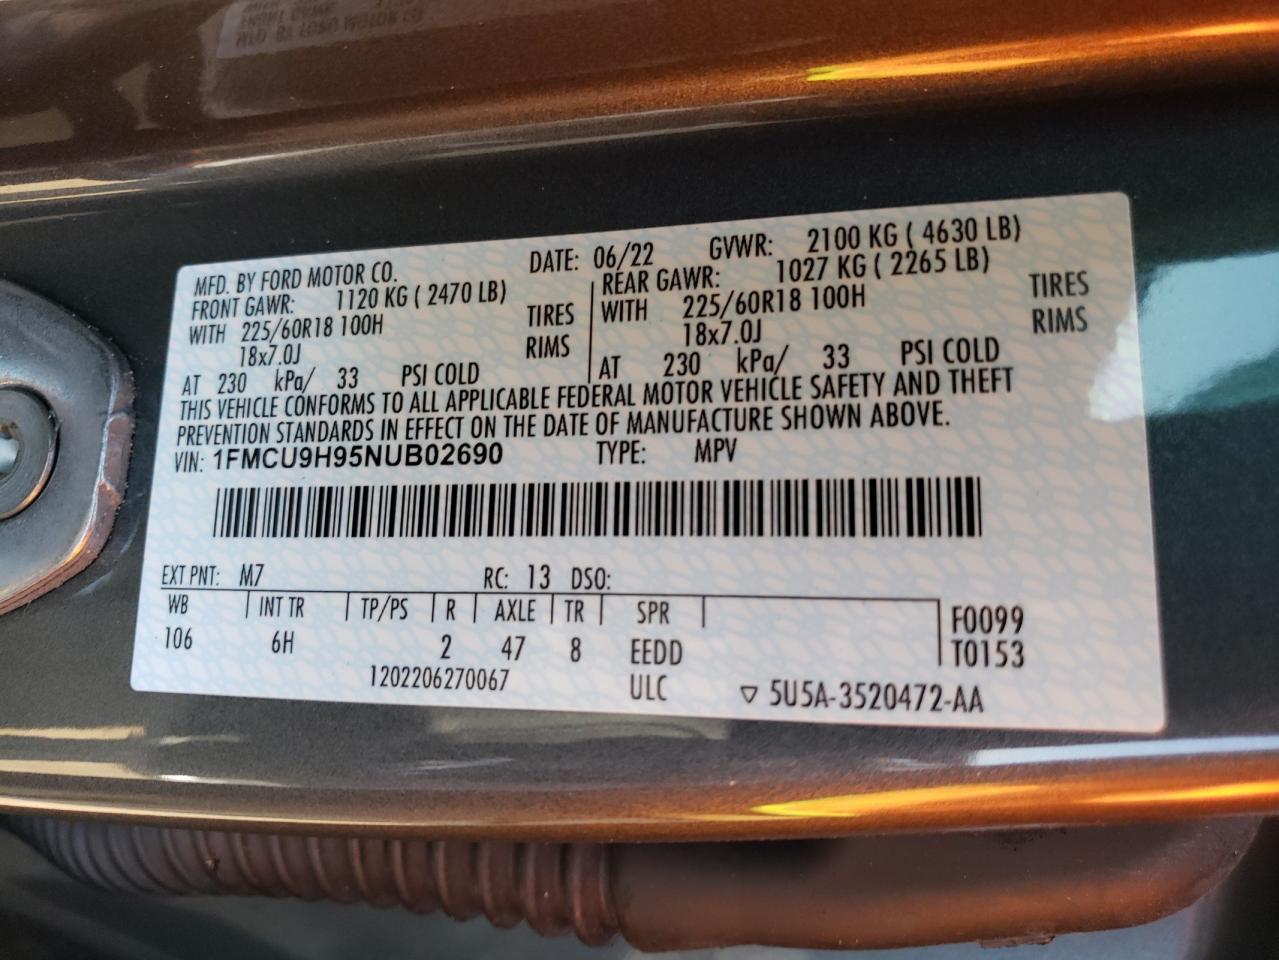 MFD. BY FORD MOTOR CO. DATE: 06/22 GVWR: 2100 KG ( 4630 LB)
FRONT GAWR: 1120 KG ( 2470 LB) REAR GAWR: 1027 KG ( 2265 LB)
WITH 225/60R18 100H TIRES WITH 225/60R18 100H TIRES
18x7.0J RIMS 18x7.0J RIMS
AT 230 kPa/ 33 PSI COLD AT 230 kPa/ 33 PSI COLD
THIS VEHICLE CONFORMS TO ALL APPLICABLE FEDERAL MOTOR VEHICLE SAFETY AND THEFT
PREVENTION STANDARDS IN EFFECT ON THE DATE OF MANUFACTURE SHOWN ABOVE.
VIN: 1FMCU9H95NUB02690 TYPE: MPV
EXT PNT: M7 RC: 13 DSO:
WB INT TR TP/PS R AXLE TR SPR F0099
106 6H 2 47 8 EEDD T0153
1202206270067 ULC ▽ 5U5A-3520472-AA